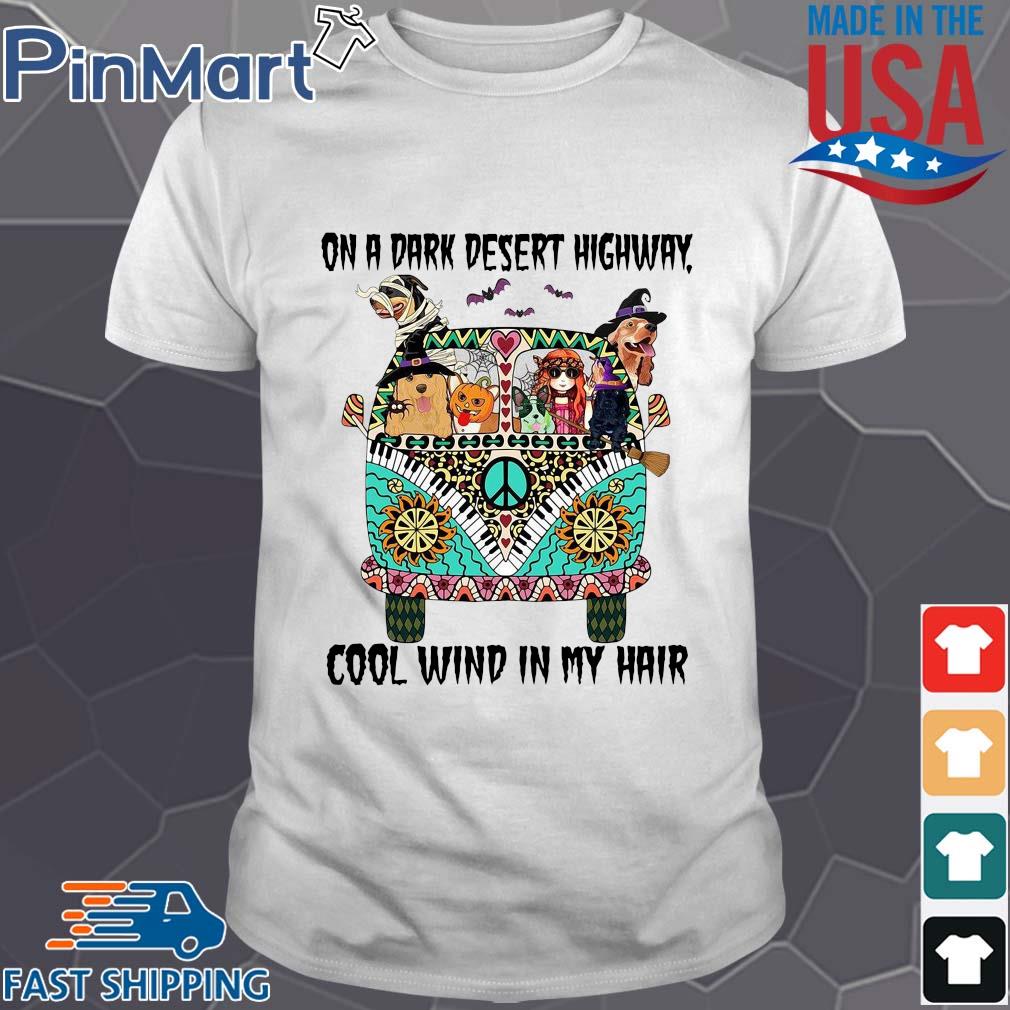 PinMart
MADE IN THE
USA
ON A DARK DESERT HIGHWAY,
COOL WIND IN MY HAIR
FAST SHIPPING